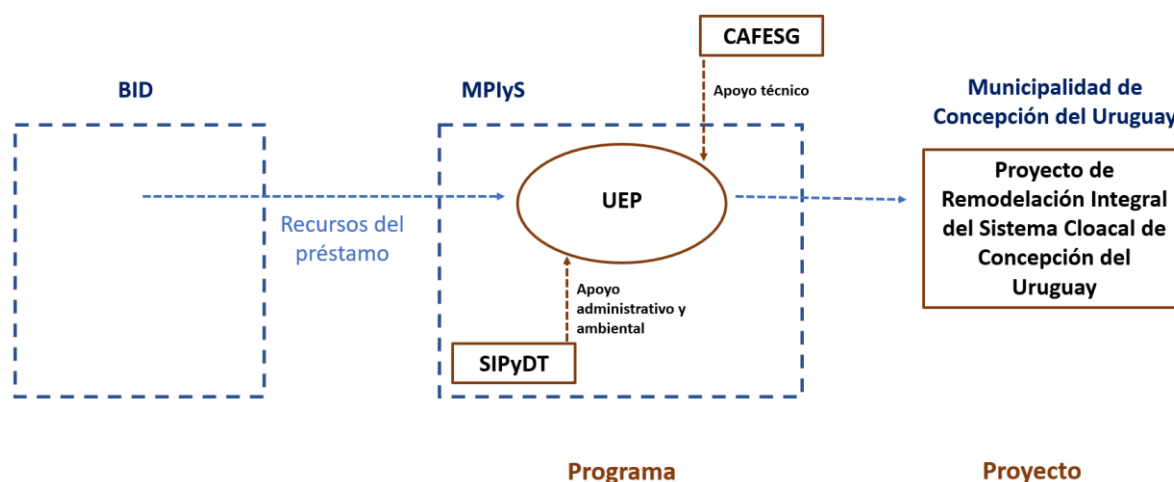 CAFESG
BID
MPIyS
Apoyo técnico
Municipalidad de
Concepción del Uruguay
UEP
Recursos del
préstamo
Proyecto de
Remodelación Integral
del Sistema Cloacal de
Concepción del
Uruguay
Apoyo
administrativo y
ambiental
SIPyDT
Programa
Proyecto